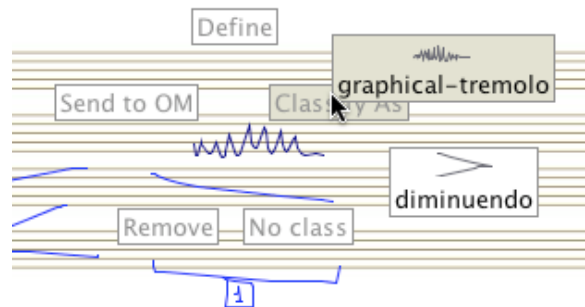 Define
graphical-tremolo
Send to OM
Classify As
diminuendo
Remove
No class
1